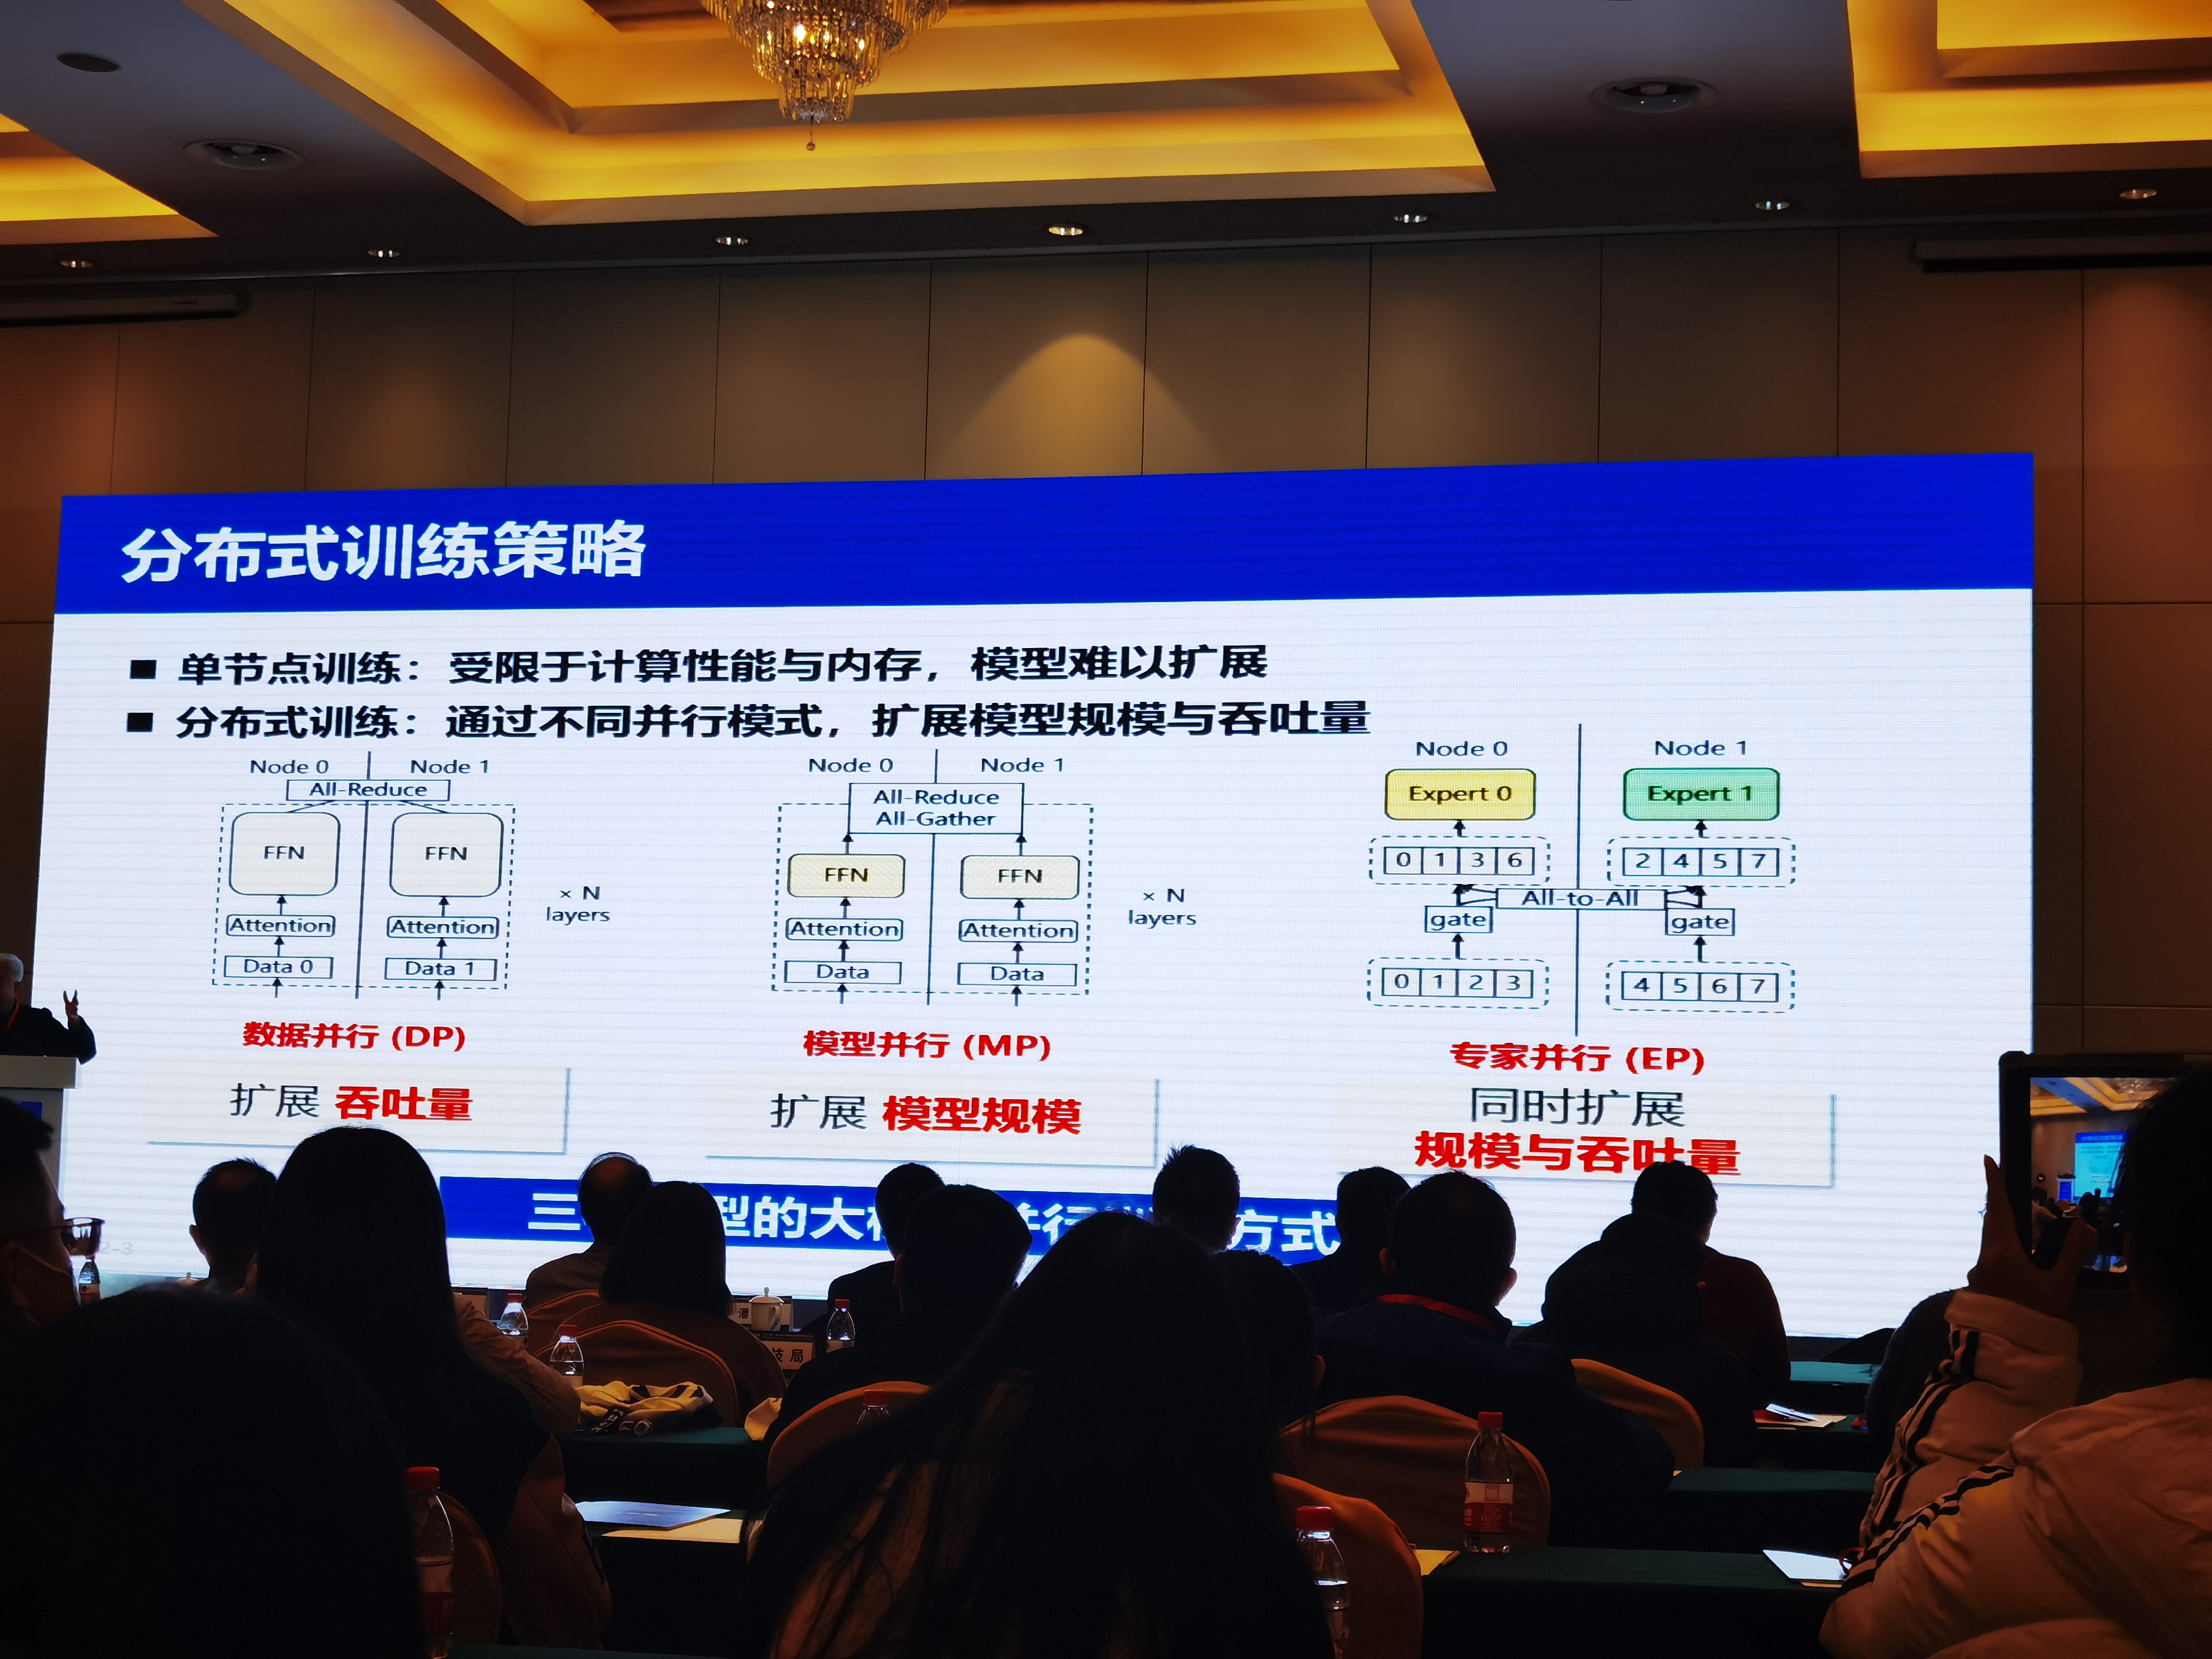 分布式训练策略
■ 单节点训练：受限于计算性能与内存，模型难以扩展
■ 分布式训练：通过不同并行模式，扩展模型规模与吞吐量
Node 0 Node 1
All-Reduce
FFN FFN
Attention Attention
Data 0 Data 1
× N
layers
数据并行 (DP)
扩展 吞吐量
Node 0 Node 1
All-Reduce
All-Gather
FFN FFN
Attention Attention
Data Data
× N
layers
模型并行 (MP)
扩展 模型规模
Node 0 Node 1
Expert 0 Expert 1
0 1 3 6 2 4 5 7
All-to-All
gate gate
0 1 2 3 4 5 6 7
专家并行 (EP)
同时扩展
规模与吞吐量
三 型的大 并行 方式
2-3
技局